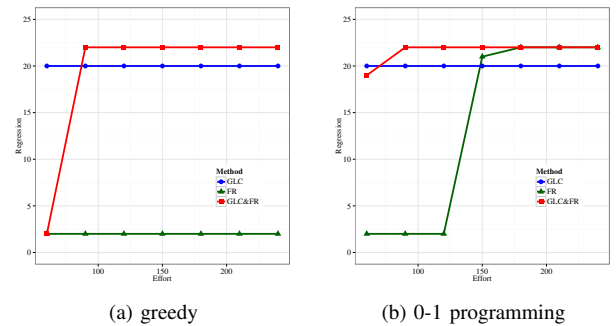 25
20
15
10
5
0
Regression
Method
GLC
FR
GLC&FR
100
150
200
Effort
(a) greedy
25
20
15
10
5
0
Regression
Method
GLC
FR
GLC&FR
100
150
200
Effort
(b) 0-1 programming